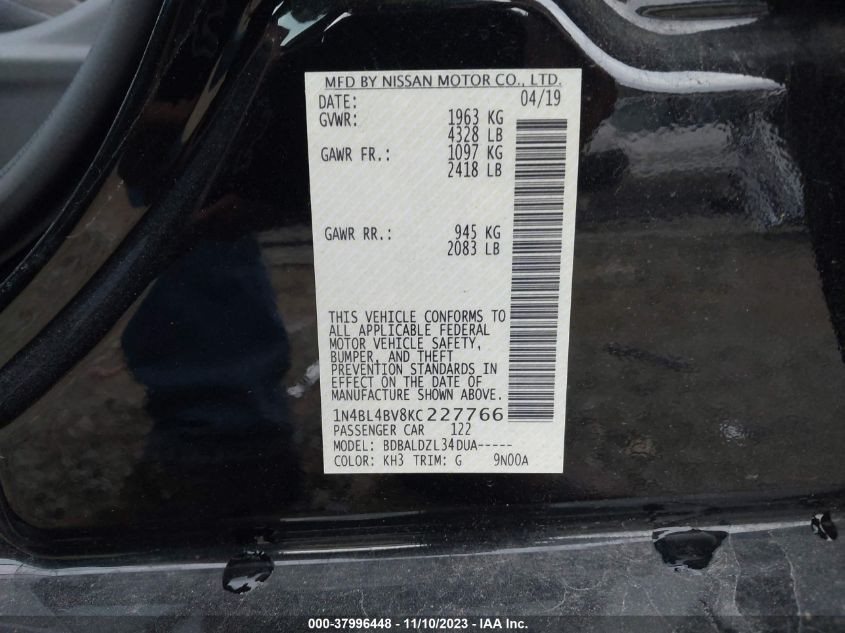 MFD BY NISSAN MOTOR CO., LTD.
DATE: 04/19
GVWR: 1963 KG
4328 LB
GAWR FR.: 1097 KG
2418 LB
GAWR RR.: 945 KG
2083 LB
THIS VEHICLE CONFORMS TO
ALL APPLICABLE FEDERAL
MOTOR VEHICLE SAFETY,
BUMPER, AND THEFT
PREVENTION STANDARDS IN
EFFECT ON THE DATE OF
MANUFACTURE SHOWN ABOVE.
1N4BL4BV8KC227766
PASSENGER CAR 122
MODEL: BDBALDZL34DUA-----
COLOR: KH3 TRIM: G 9N00A
000-37996448 - 11/10/2023 - IAA Inc.